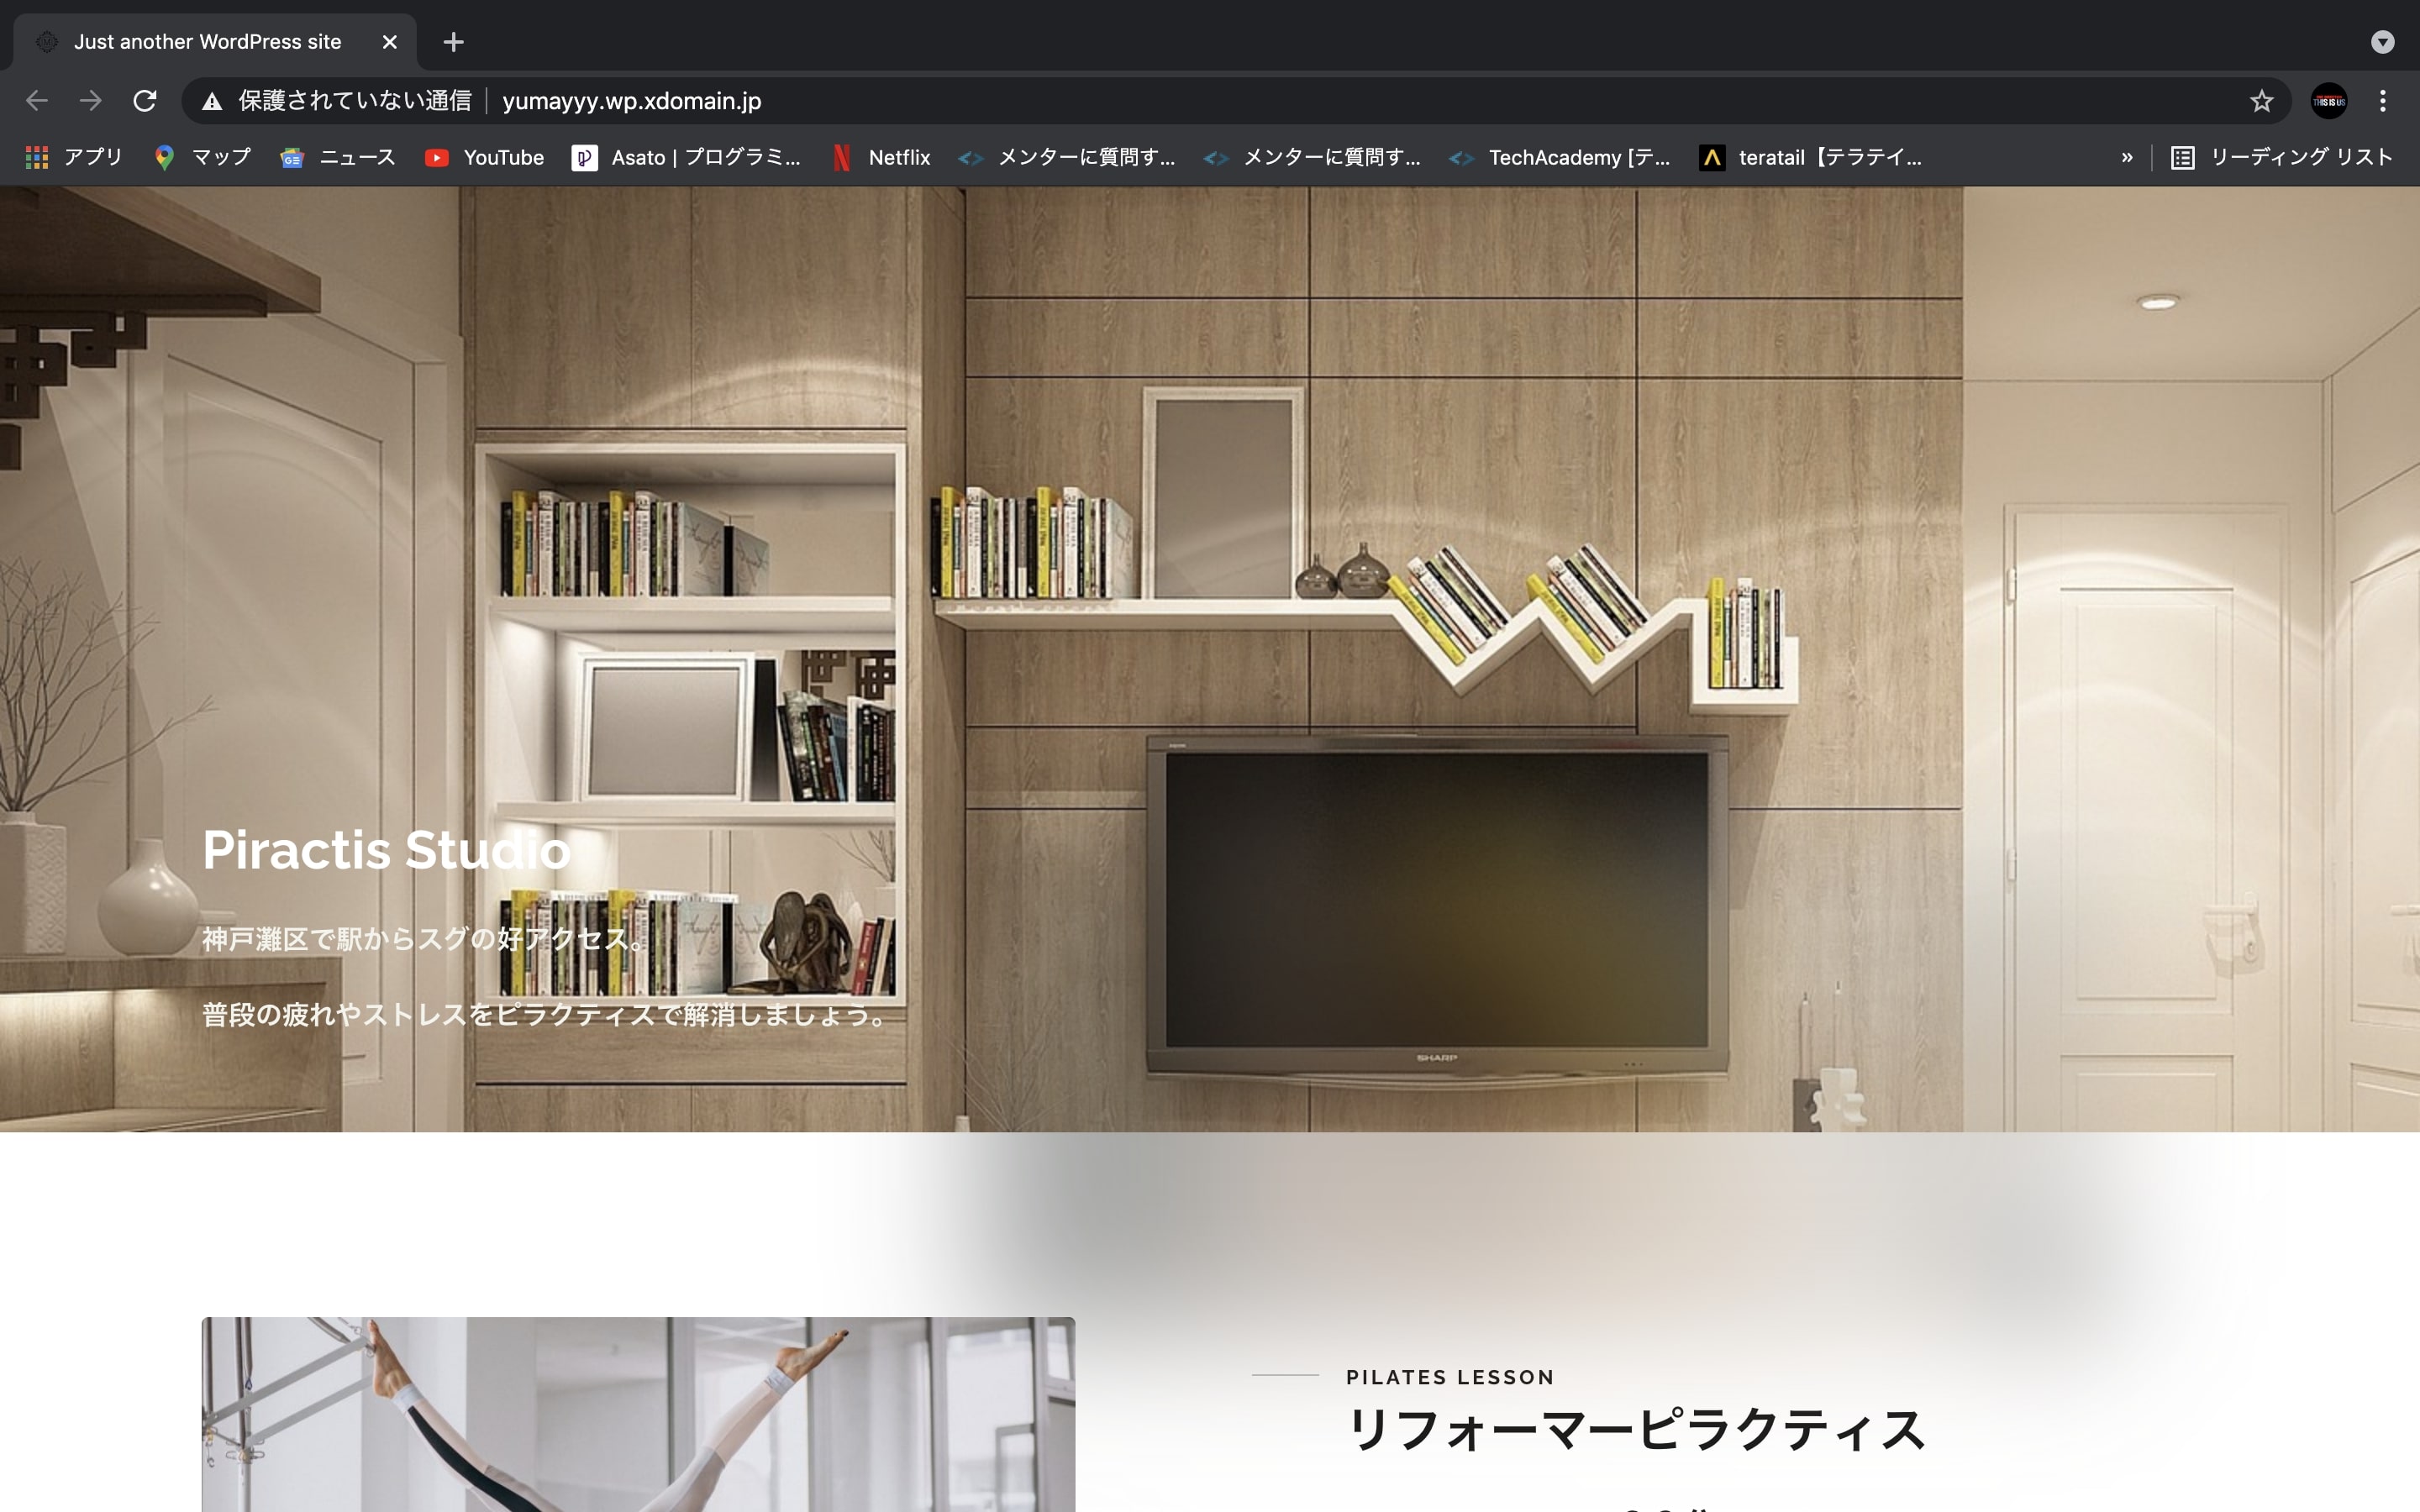 Just another WordPress site
保護されていない通信 yumayyy.wp.xdomain.jp
THIS IS US
アプリ マップ ニュース YouTube Asato | プログラミ... Netflix メンターに質問す... メンターに質問す... TechAcademy [テ... teratail【テラテイ... » リーディング リスト
Piractis Studio
神戸灘区で駅からスグの好アクセス。
普段の疲れやストレスをピラクティスで解消しましょう。
SHARP
PILATES LESSON
リフォーマーピラクティス